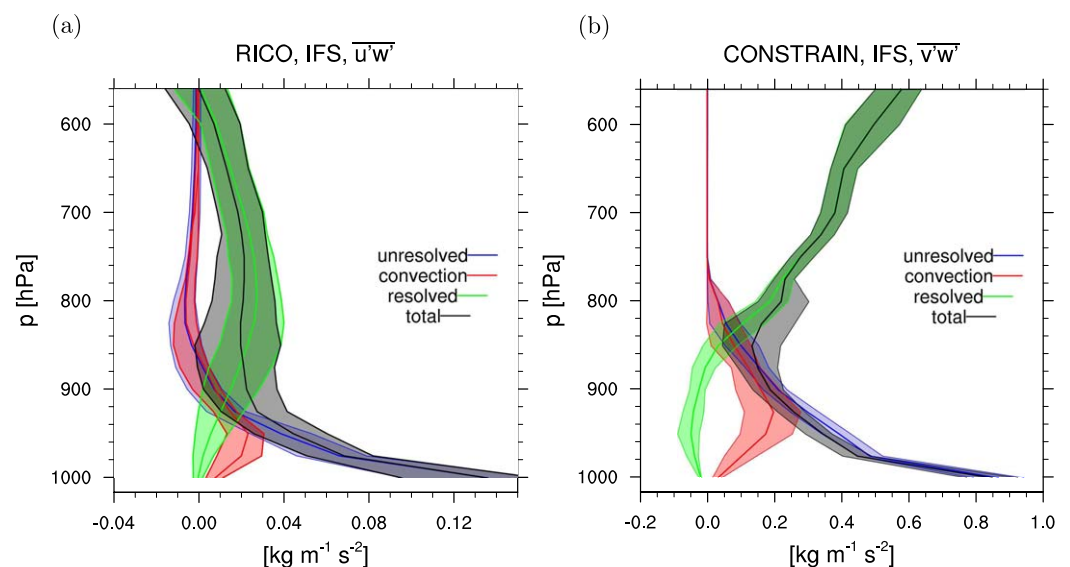 (a)
RICO, IFS, u'w'
600
700
800
900
1000
p [hPa]
unresolved
convection
resolved
total
-0.04 0.00 0.04 0.08 0.12
[kg m⁻¹ s⁻²]
(b)
CONSTRAIN, IFS, v'w'
600
700
800
900
1000
p [hPa]
unresolved
convection
resolved
total
-0.2 0.0 0.2 0.4 0.6 0.8 1.0
[kg m⁻¹ s⁻²]